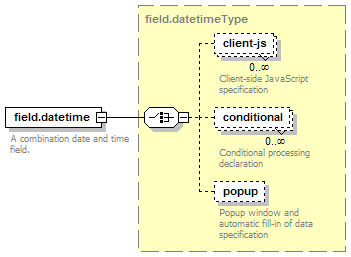 field.datetimeType
client-js
0..∞
Client-side JavaScript
specification
field.datetime
A combination date and time
field.
conditional
0..∞
Conditional processing
declaration
popup
Popup window and
automatic fill-in of data
specification